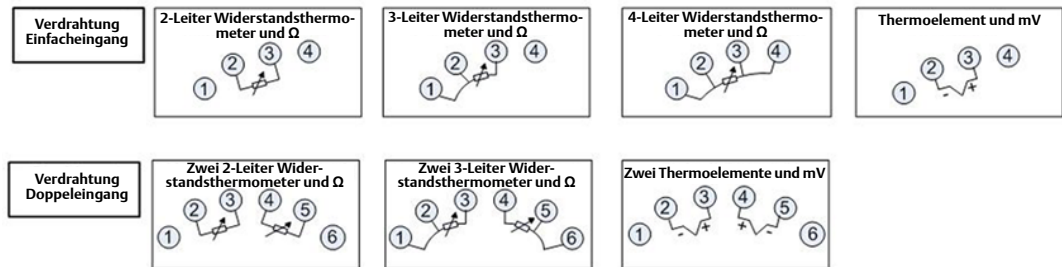 Verdrahtung
Einfacheingang
2-Leiter Widerstandsthermo-
meter und Ω
1 2 3 4
3-Leiter Widerstandsthermo-
meter und Ω
1 2 3 4
4-Leiter Widerstandsthermo-
meter und Ω
1 2 3 4
Thermoelement und mV
1 2 3 4
- +
Verdrahtung
Doppeleingang
Zwei 2-Leiter Wider-
standsthermometer und Ω
1 2 3 4 5 6
Zwei 3-Leiter Wider-
standsthermometer und Ω
1 2 3 4 5 6
Zwei Thermoelemente und mV
1 2 3 4 5 6
- + + -